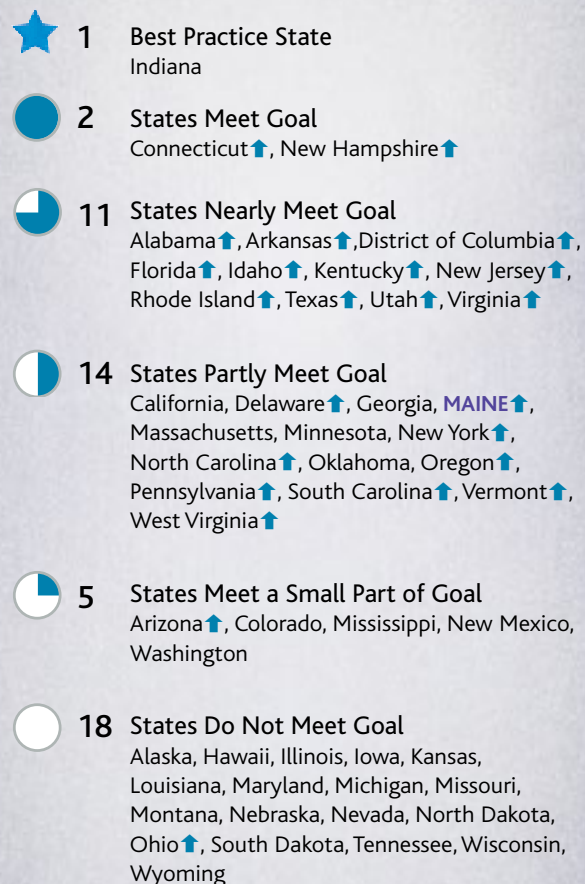 1 Best Practice State
Indiana
2 States Meet Goal
Connecticut⬆, New Hampshire⬆
11 States Nearly Meet Goal
Alabama⬆, Arkansas⬆,District of Columbia⬆,
Florida⬆, Idaho⬆, Kentucky⬆, New Jersey⬆,
Rhode Island⬆, Texas⬆, Utah⬆, Virginia⬆
14 States Partly Meet Goal
California, Delaware⬆, Georgia, MAINE⬆,
Massachusetts, Minnesota, New York⬆,
North Carolina⬆, Oklahoma, Oregon⬆,
Pennsylvania⬆, South Carolina⬆, Vermont⬆,
West Virginia⬆
5 States Meet a Small Part of Goal
Arizona⬆, Colorado, Mississippi, New Mexico,
Washington
18 States Do Not Meet Goal
Alaska, Hawaii, Illinois, Iowa, Kansas,
Louisiana, Maryland, Michigan, Missouri,
Montana, Nebraska, Nevada, North Dakota,
Ohio⬆, South Dakota, Tennessee, Wisconsin,
Wyoming